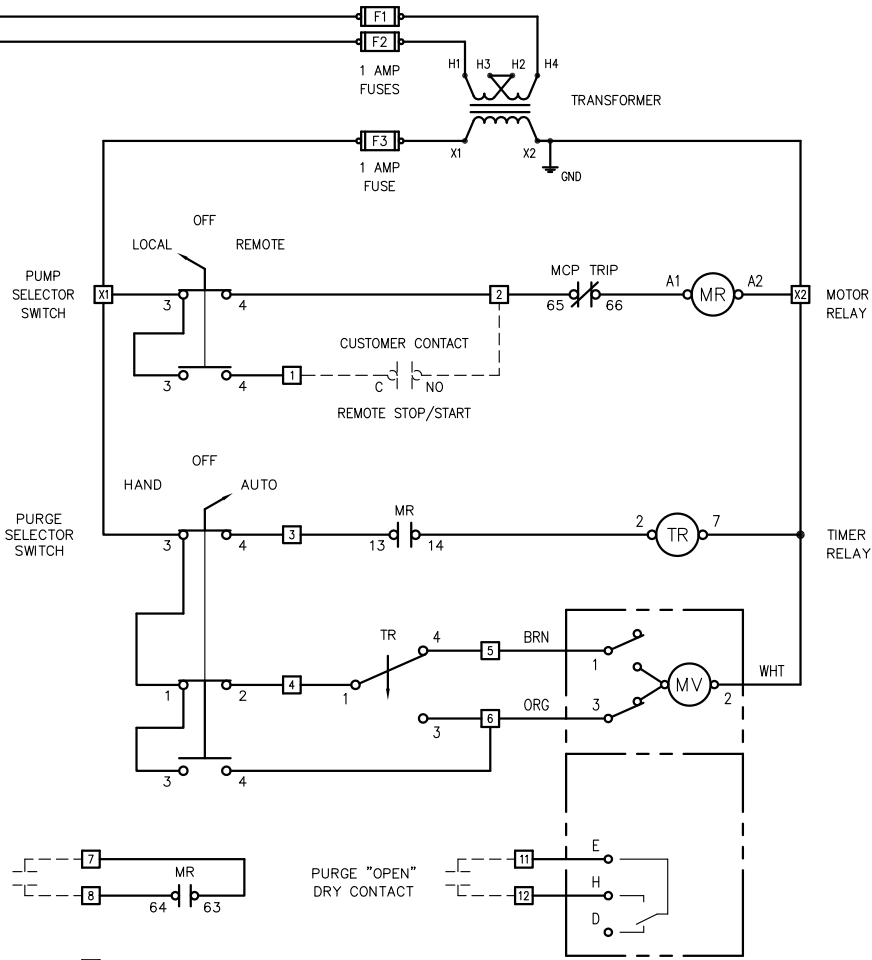 F1
F2
1 AMP
FUSES
H1 H3 H2 H4
TRANSFORMER
F3
X1 X2
1 AMP
FUSE
GND
OFF
LOCAL REMOTE
PUMP
SELECTOR
SWITCH
X1
3 4
2
MCP TRIP
65 66
A1 MR A2
X2
MOTOR
RELAY
CUSTOMER CONTACT
3 4
1
C NO
REMOTE STOP/START
OFF
HAND AUTO
PURGE
SELECTOR
SWITCH
3 4
3
MR
13 14
2 TR 7
TIMER
RELAY
TR
1 2
4
1
4
3
5
BRN
1
6
ORG
3
MV
2
WHT
3 4
7
8
MR
64 63
PURGE "OPEN"
DRY CONTACT
11
12
E
H
D